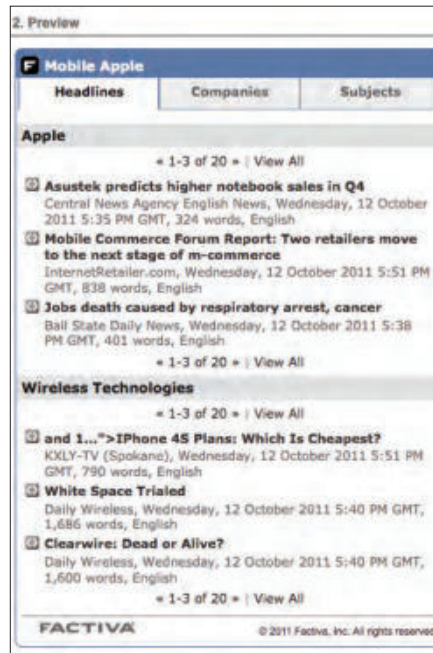 2. Preview
F Mobile Apple
Headlines Companies Subjects
Apple
« 1-3 of 20 » | View All
Asustek predicts higher notebook sales in Q4
Central News Agency English News, Wednesday, 12 October
2011 5:35 PM GMT, 324 words, English
Mobile Commerce Forum Report: Two retailers move
to the next stage of m-commerce
InternetRetailer.com, Wednesday, 12 October 2011 5:51 PM
GMT, 838 words, English
Jobs death caused by respiratory arrest, cancer
Ball State Daily News, Wednesday, 12 October 2011 5:38
PM GMT, 401 words, English
« 1-3 of 20 » | View All
Wireless Technologies
« 1-3 of 20 » | View All
and 1...">IPhone 4S Plans: Which Is Cheapest?
KXLY-TV (Spokane), Wednesday, 12 October 2011 5:51 PM
GMT, 790 words, English
White Space Trialed
Daily Wireless, Wednesday, 12 October 2011 5:40 PM GMT,
1,686 words, English
Clearwire: Dead or Alive?
Daily Wireless, Wednesday, 12 October 2011 5:40 PM GMT,
1,600 words, English
« 1-3 of 20 » | View All
FACTIVA © 2011 Factiva, Inc. All rights reserved